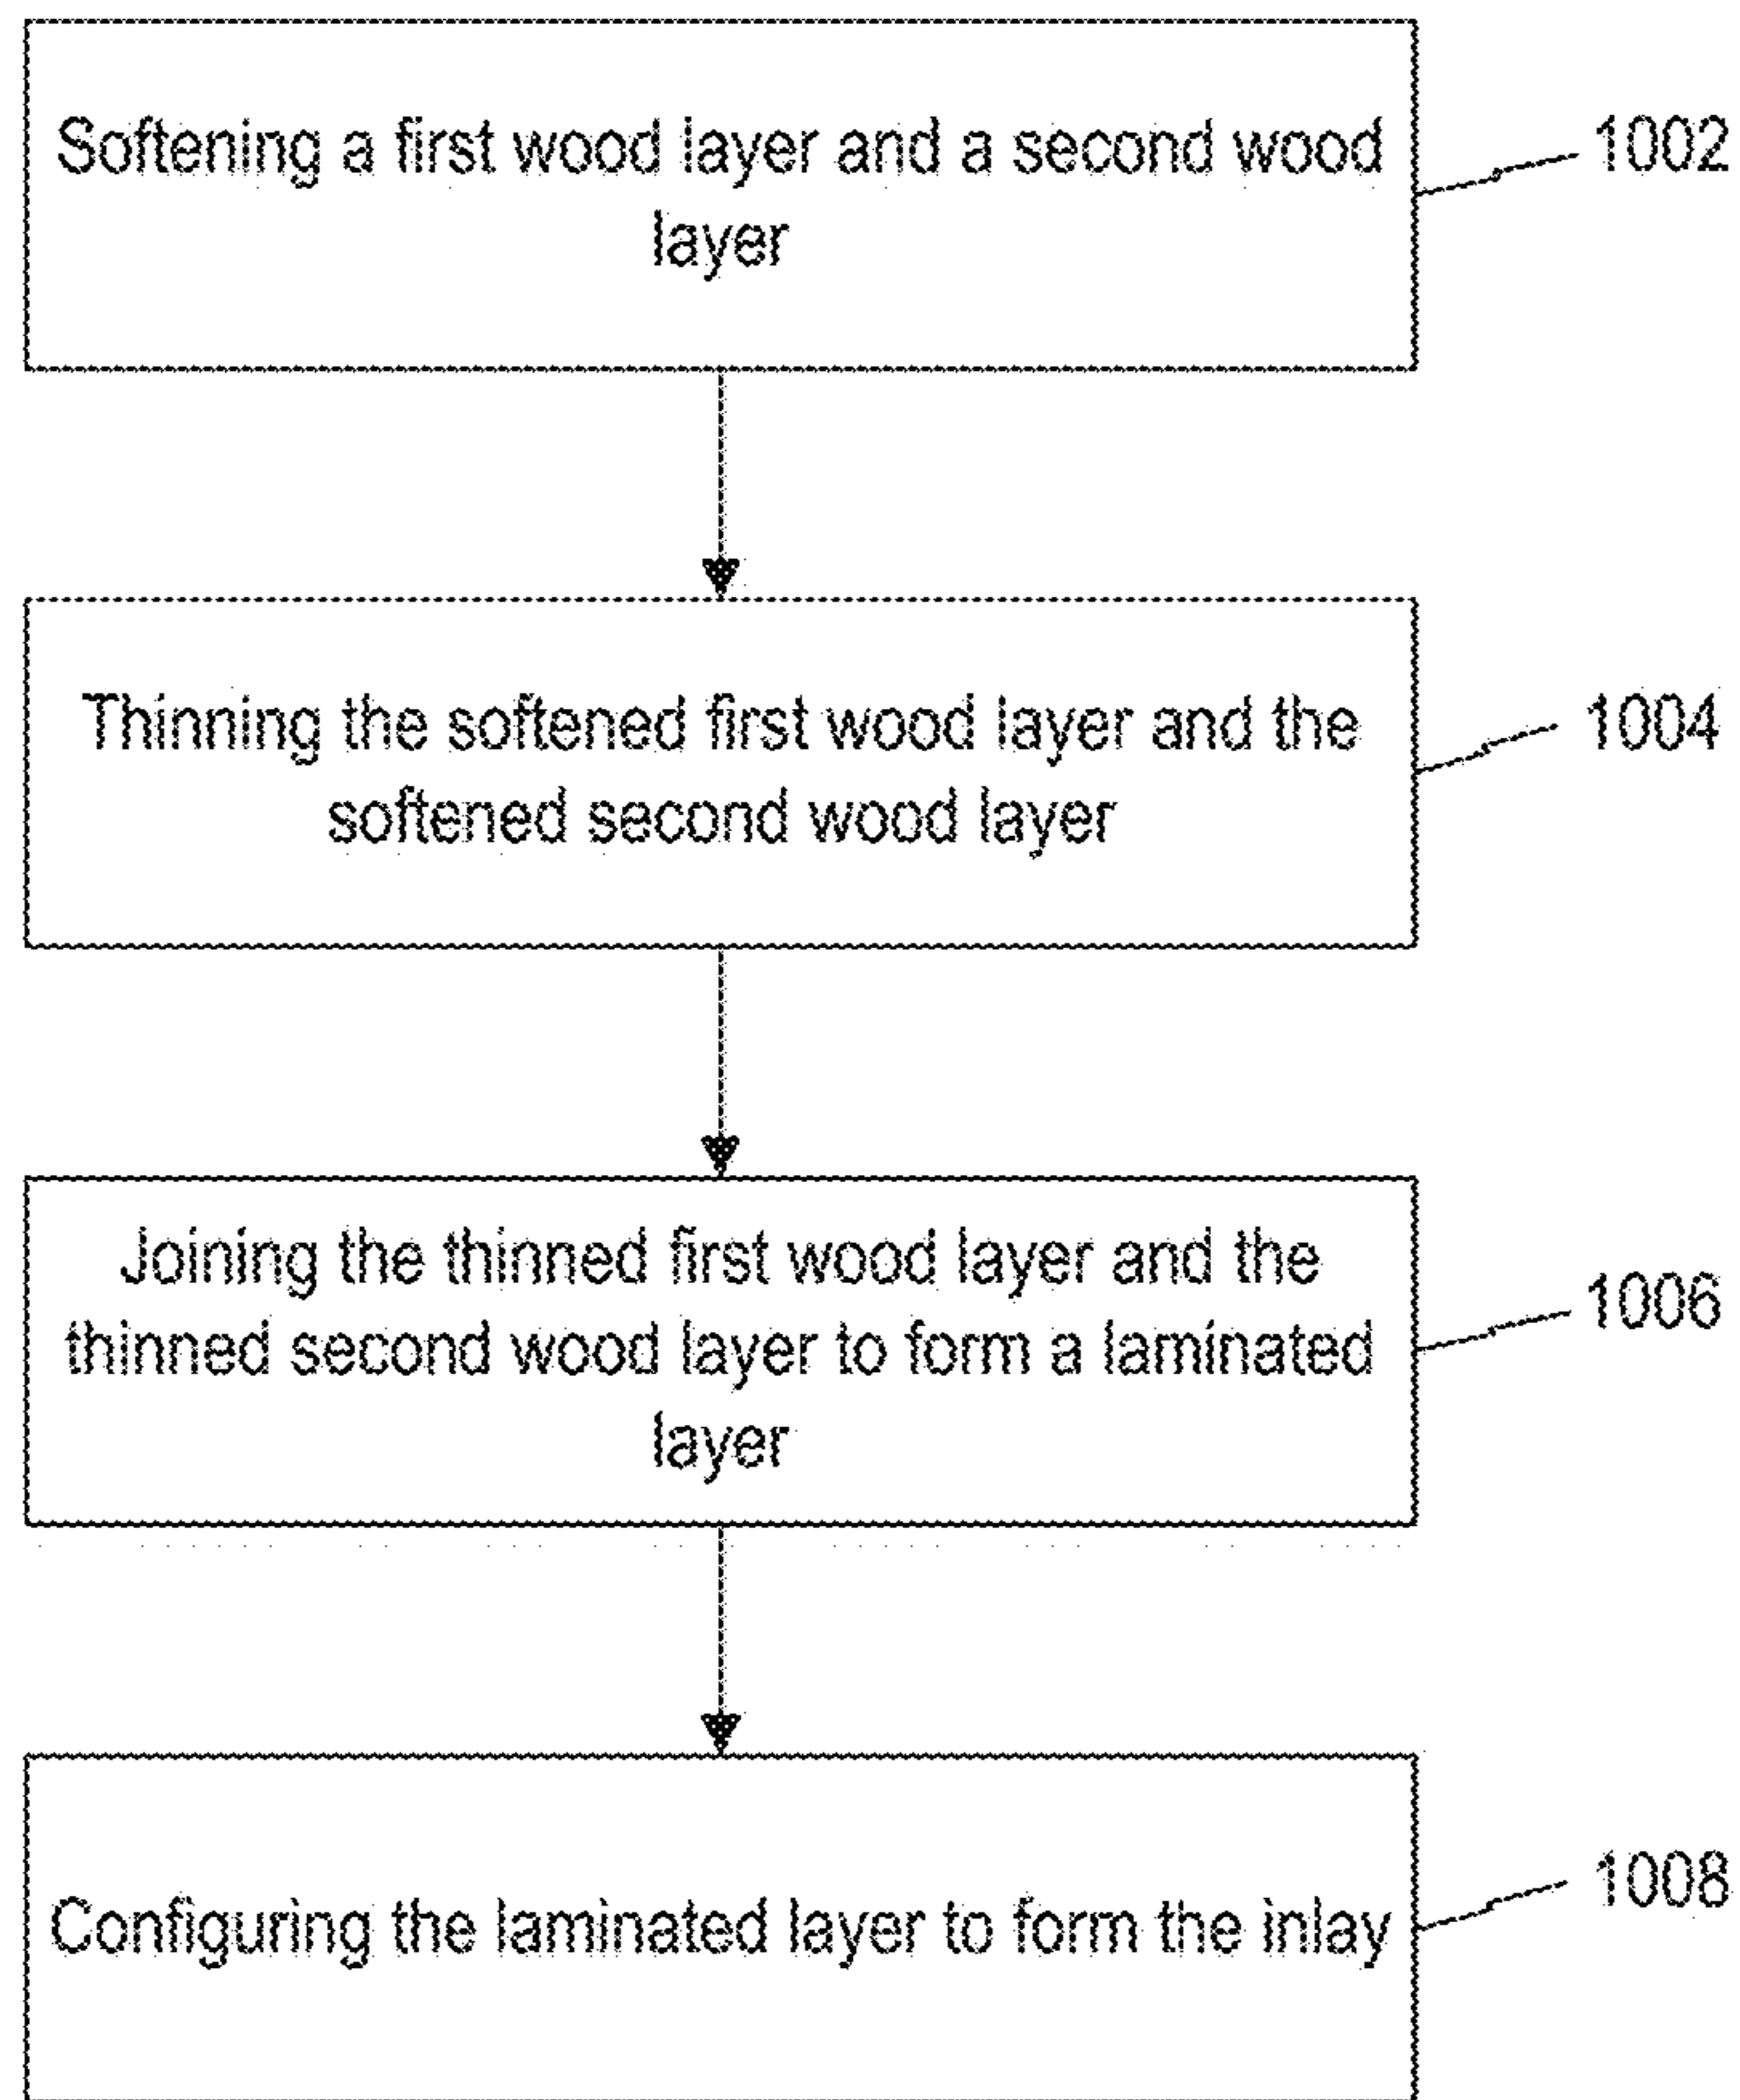 Softening a first wood layer and a second wood
layer
1002
Thinning the softened first wood layer and the
softened second wood layer
1004
Joining the thinned first wood layer and the
thinned second wood layer to form a laminated
layer
1006
Configuring the laminated layer to form the inlay
1008